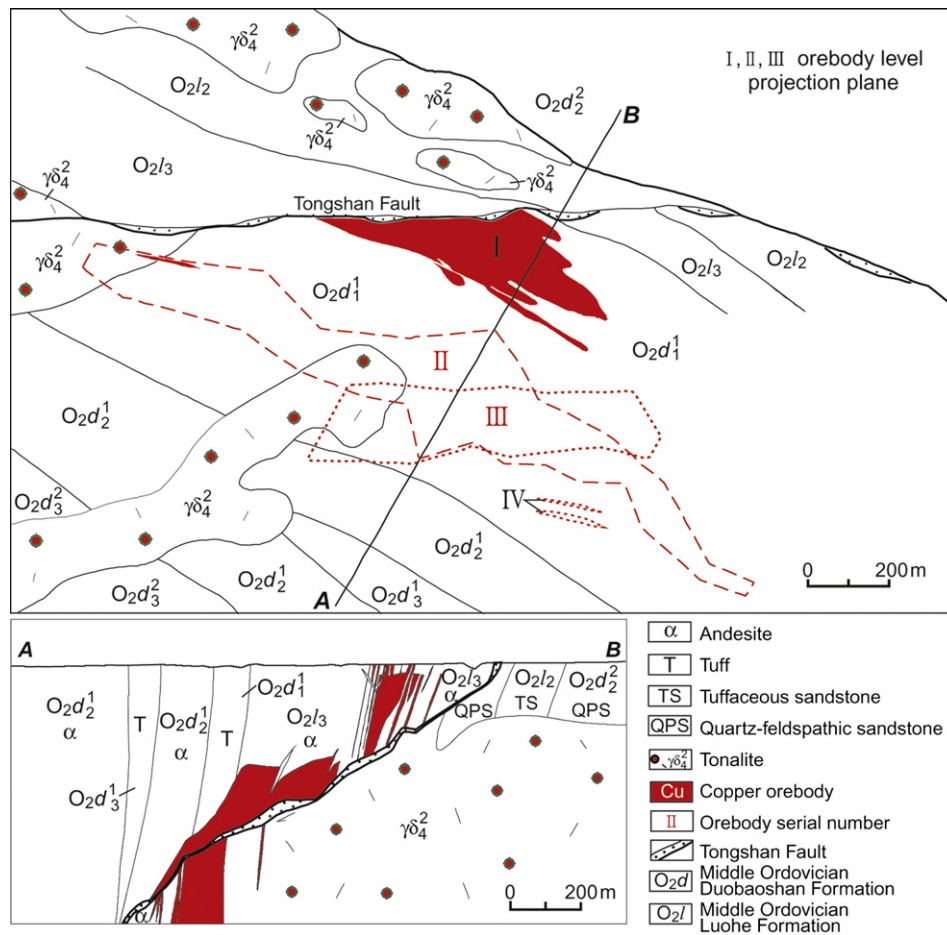 γδ₄²
I, II, III orebody level
projection plane
O₂l₂
γδ₄²
O₂d₂²
B
γδ₄²
O₂l₃
γδ₄²
γδ₄²
Tongshan Fault
I
γδ₄²
O₂l₃
O₂l₂
O₂d₁¹
O₂d₁¹
II
O₂d₂¹
III
O₂d₃²
γδ₄²
IV
O₂d₂¹
O₂d₃²
O₂d₂¹
O₂d₃¹
A
0 200m
A
B
O₂d₂¹
α
T
O₂d₂¹
α
T
O₂d₁¹
O₂l₃
α
O₂l₃
α
QPS
O₂l₂
TS
O₂d₂²
QPS
O₂d₃¹
γδ₄²
α
0 200 m
α Andesite
T Tuff
TS Tuffaceous sandstone
QPS Quartz-feldspathic sandstone
γδ₄² Tonalite
Cu Copper orebody
II Orebody serial number
Tongshan Fault
O₂d Middle Ordovician
Duobaoshan Formation
O₂l Middle Ordovician
Luohe Formation